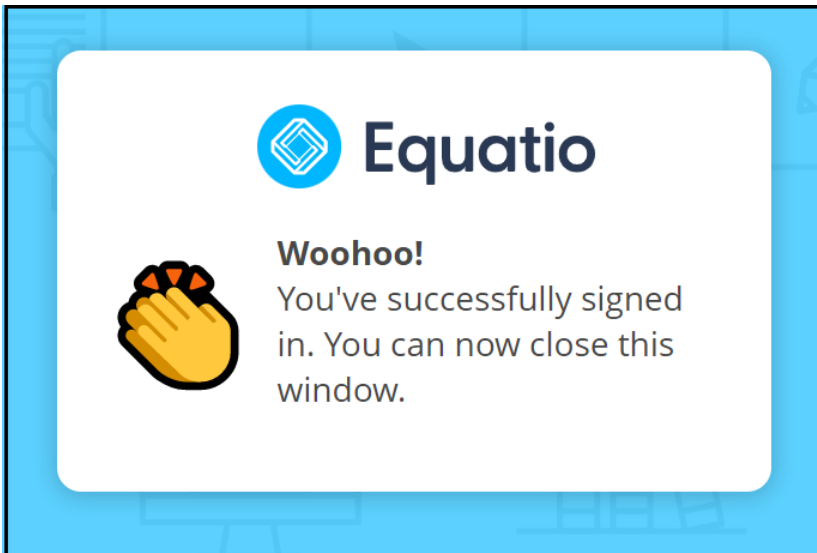 Equatio
Woohoo!
You've successfully signed
in. You can now close this
window.